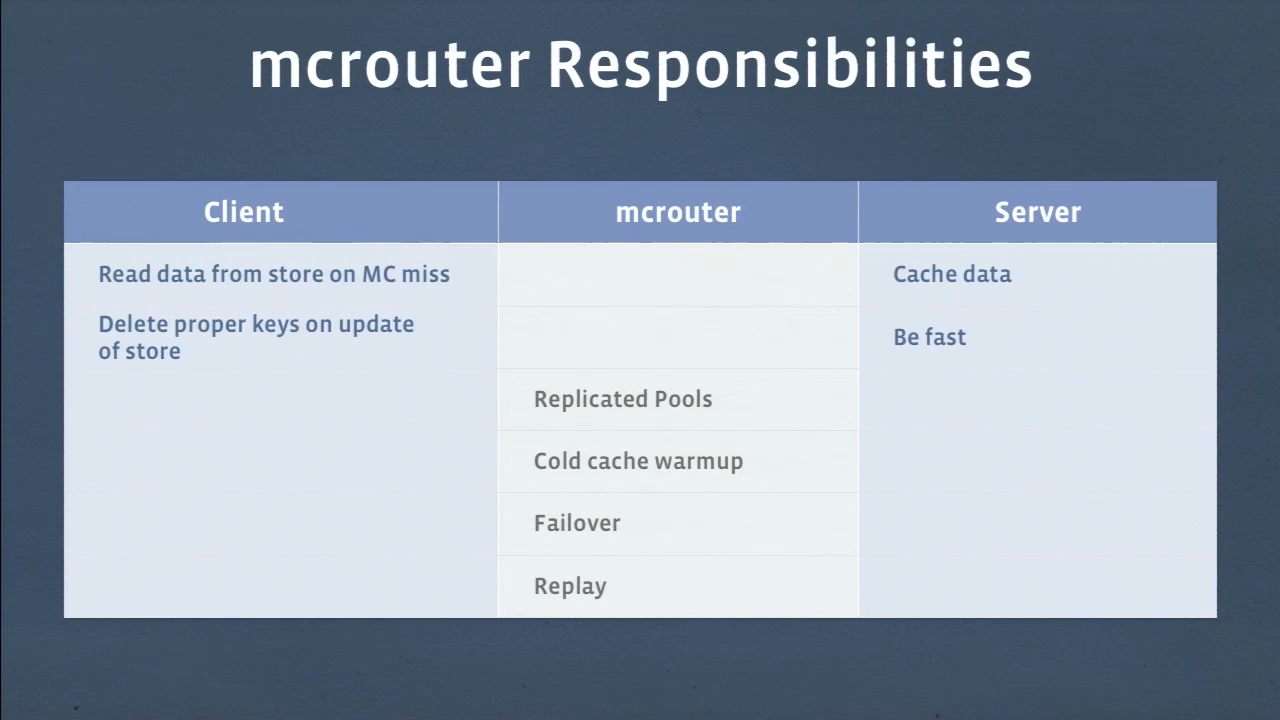 mcrouter Responsibilities
Client
mcrouter
Server
Read data from store on MC miss
Cache data
Delete proper keys on update
of store
Be fast
Replicated Pools
Cold cache warmup
Failover
Replay